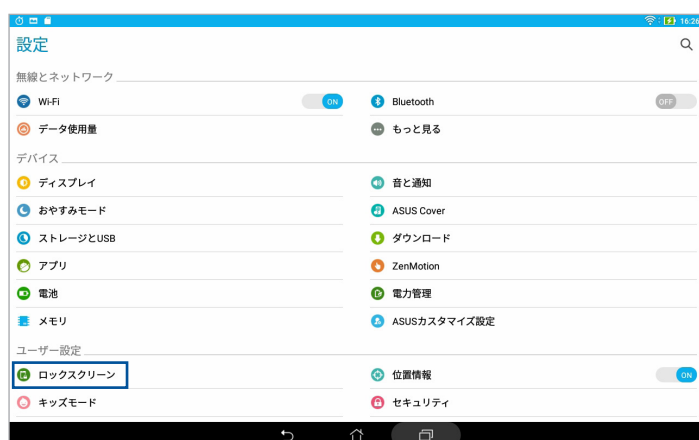 16:26
設定
無線とネットワーク
Wi-Fi ON Bluetooth OFF
データ使用量 もっと見る
デバイス
ディスプレイ 音と通知
おやすみモード ASUS Cover
ストレージとUSB ダウンロード
アプリ ZenMotion
電池 電力管理
メモリ ASUSカスタマイズ設定
ユーザー設定
ロックスクリーン 位置情報 ON
キッズモード セキュリティ